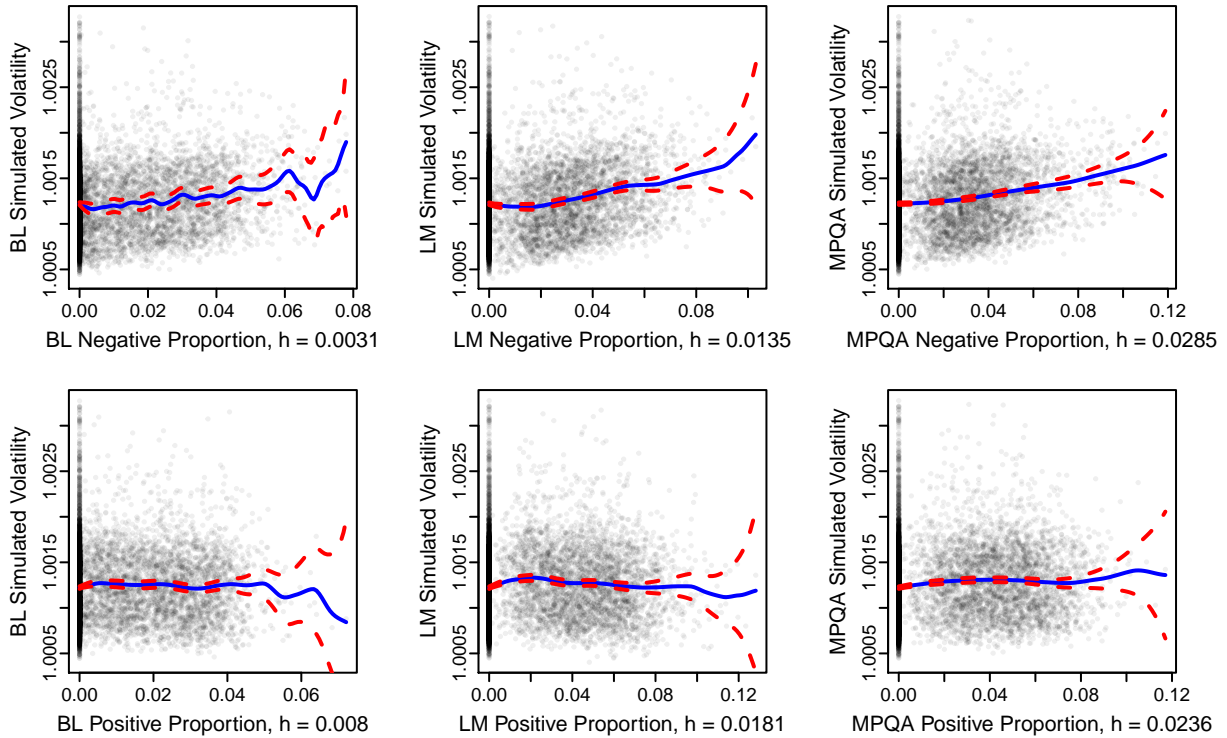 BL Simulated Volatility
1.0005 1.0015 1.0025
0.00 0.02 0.04 0.06 0.08
BL Negative Proportion, h = 0.0031
LM Simulated Volatility
1.0005 1.0015 1.0025
0.00 0.04 0.08
LM Negative Proportion, h = 0.0135
MPQA Simulated Volatility
1.0005 1.0015 1.0025
0.00 0.04 0.08 0.12
MPQA Negative Proportion, h = 0.0285
BL Simulated Volatility
1.0005 1.0015 1.0025
0.00 0.02 0.04 0.06
BL Positive Proportion, h = 0.008
LM Simulated Volatility
1.0005 1.0015 1.0025
0.00 0.04 0.08 0.12
LM Positive Proportion, h = 0.0181
MPQA Simulated Volatility
1.0005 1.0015 1.0025
0.00 0.04 0.08 0.12
MPQA Positive Proportion, h = 0.0236